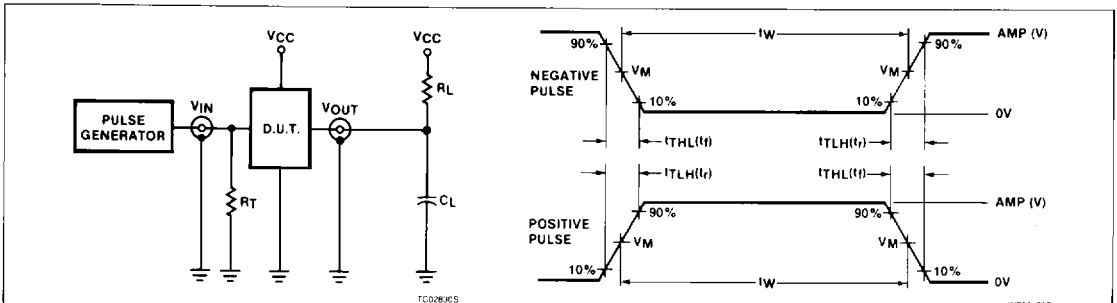 VCC
VCC
RL
VIN
VOUT
PULSE
GENERATOR
D.U.T.
RT
CL
TC02830S
90%
tW
90%
AMP (V)
NEGATIVE
PULSE
VM
VM
10%
10%
0V
tTHL(tf)
tTLH(tr)
tTLH(tr)
tTHL(tf)
AMP (V)
POSITIVE
PULSE
90%
90%
VM
VM
10%
10%
0V
tW